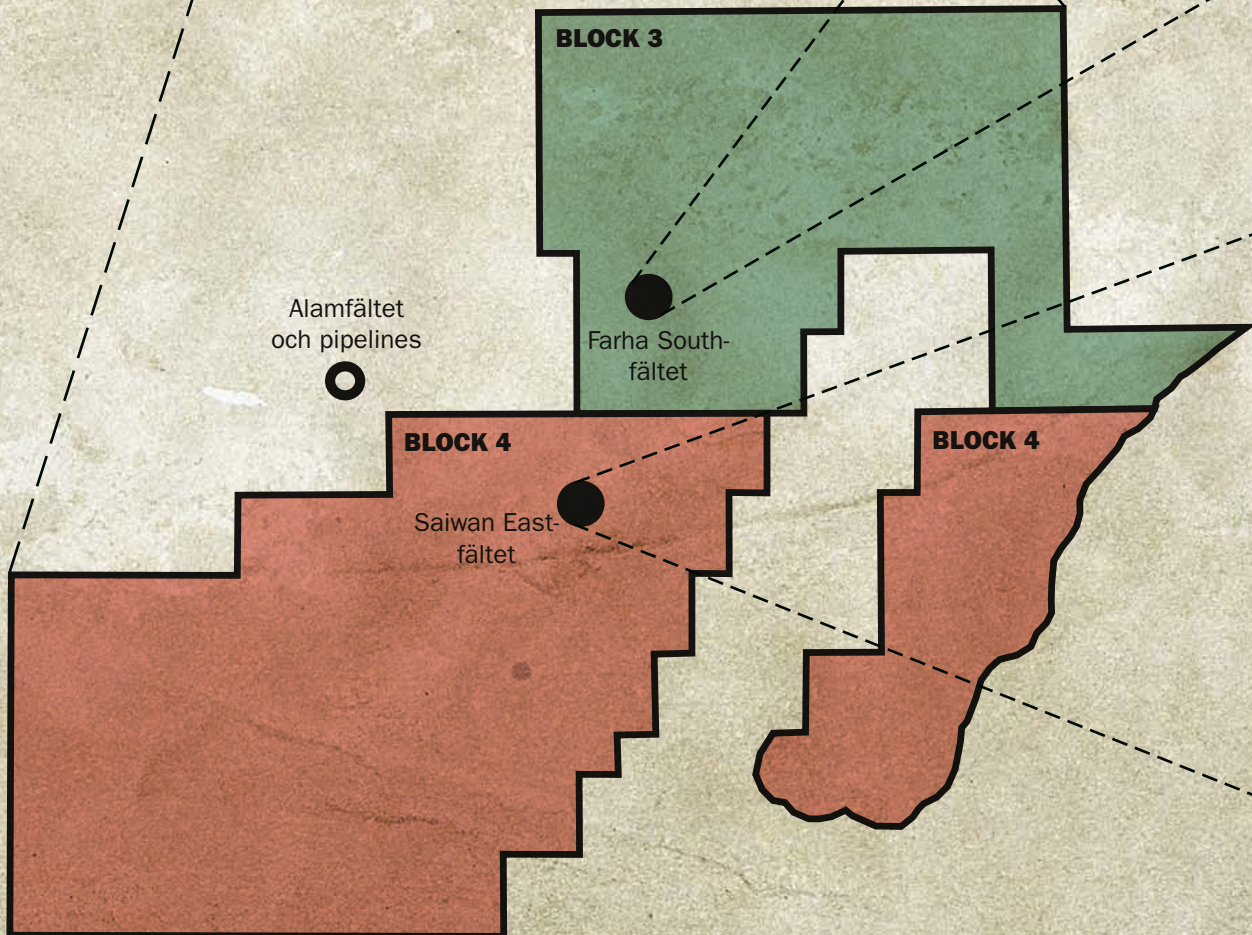 BLOCK 3
Alamfältet
och pipelines
Farha South-
fältet
BLOCK 4
BLOCK 4
Saiwan East-
fältet